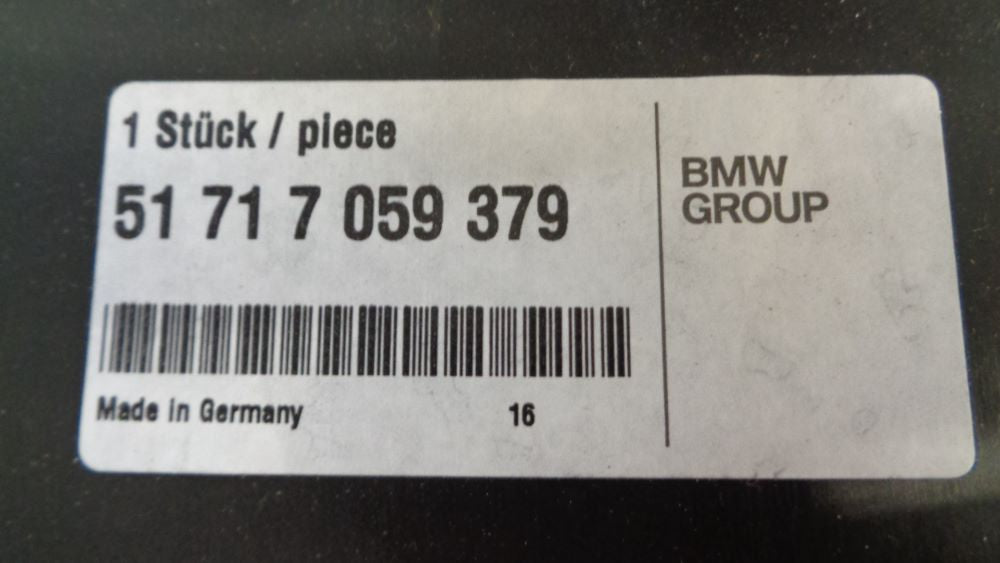 1 Stück / piece
51 71 7 059 379
BMW
GROUP
Made in Germany
16